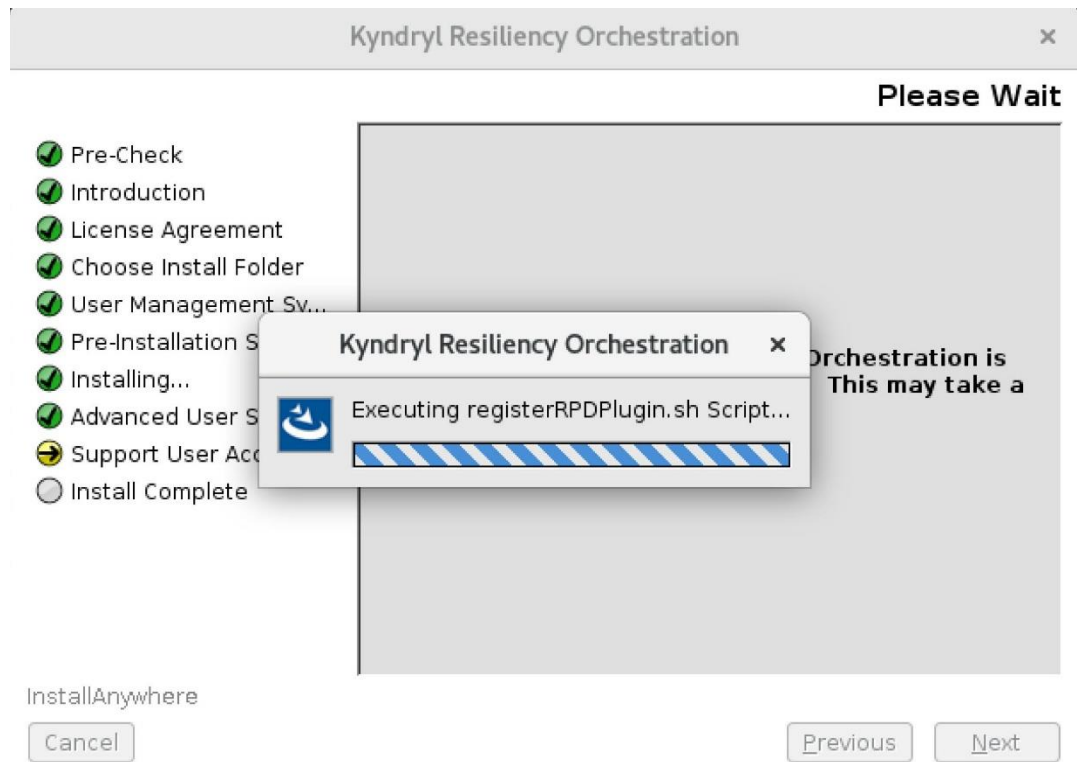 Kyndryl Resiliency Orchestration
Please Wait
Pre-Check
Introduction
License Agreement
Choose Install Folder
User Management Sy...
Pre-Installation S
Installing...
Advanced User S
Support User Acc
Install Complete
Orchestration is
This may take a
Kyndryl Resiliency Orchestration
Executing registerRPDPlugin.sh Script...
InstallAnywhere
Cancel
Previous
Next